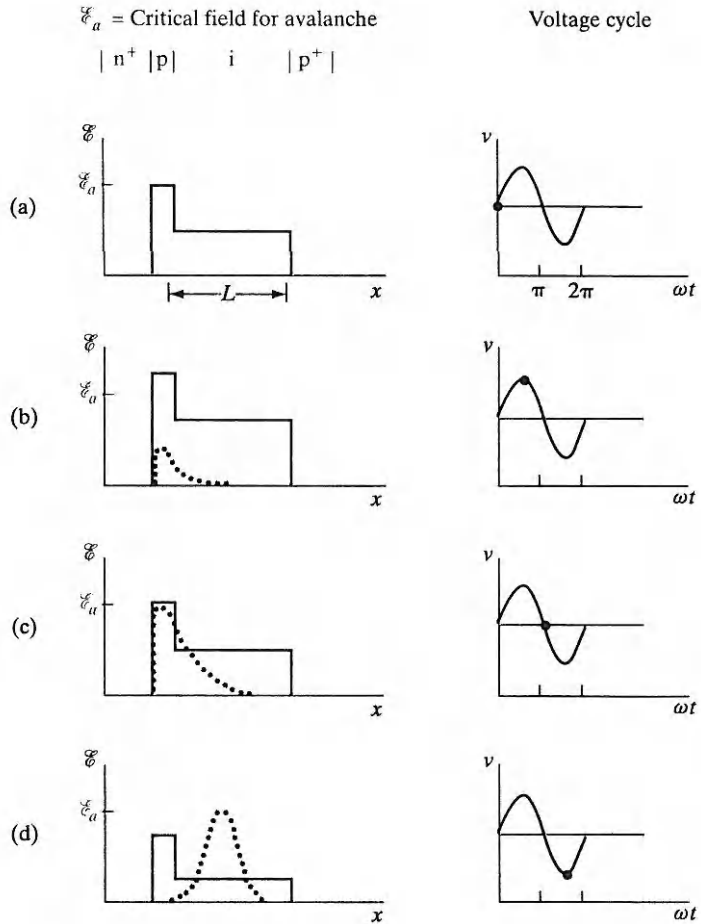 ℰₐ = Critical field for avalanche
Voltage cycle
| n⁺ | p | i | p⁺ |
(a)
ℰ
ℰₐ
L
x
v
π 2π
ωt
(b)
ℰ
ℰₐ
x
v
ωt
(c)
ℰ
ℰₐ
x
v
ωt
(d)
ℰ
ℰₐ
x
v
ωt